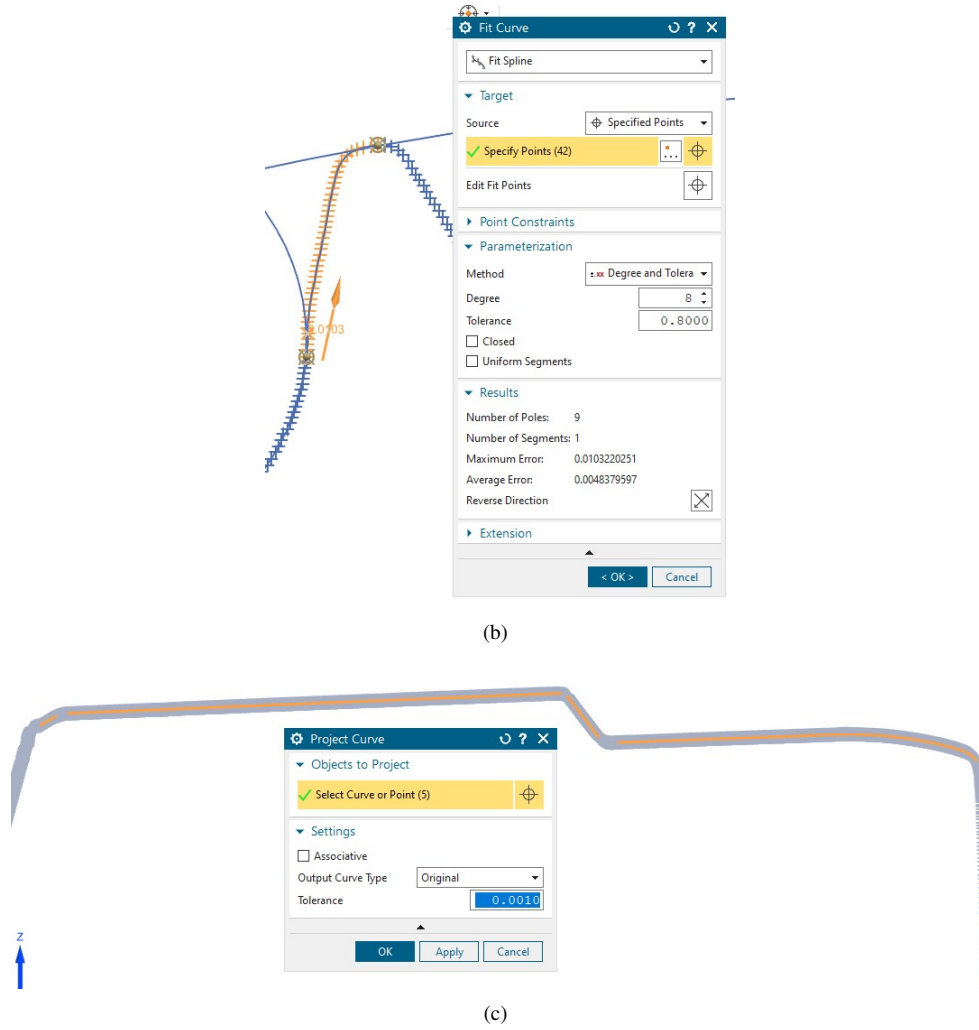 Fit Curve
Fit Spline
Target
Source Specified Points
Specify Points (42)
Edit Fit Points
Point Constraints
Parameterization
Method Degree and Tolera
Degree 8
Tolerance 0.8000
Closed
Uniform Segments
Results
Number of Poles: 9
Number of Segments: 1
Maximum Error: 0.0103220251
Average Error: 0.0048379597
Reverse Direction
Extension
< OK > Cancel
(b)
Project Curve
Objects to Project
Select Curve or Point (5)
Settings
Associative
Output Curve Type Original
Tolerance 0.0010
OK Apply Cancel
Z
(c)